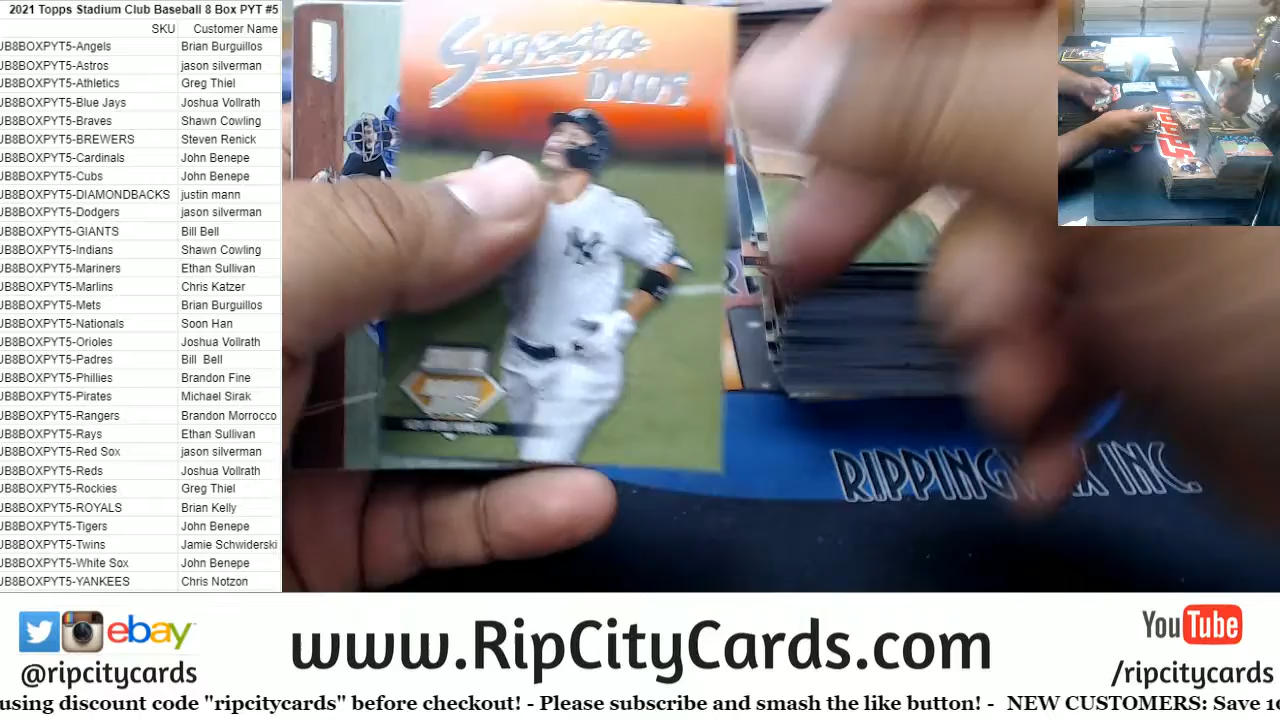 2021 Topps Stadium Club Baseball 8 Box PYT #5
SKU Customer Name
JB8BOXPYT5-Angels Brian Burguillos
JB8BOXPYT5-Astros jason silverman
JB8BOXPYT5-Athletics Greg Thiel
JB8BOXPYT5-Blue Jays Joshua Vollrath
JB8BOXPYT5-Braves Shawn Cowling
JB8BOXPYT5-BREWERS Steven Renick
JB8BOXPYT5-Cardinals John Benepe
JB8BOXPYT5-Cubs John Benepe
JB8BOXPYT5-DIAMONDBACKS justin mann
JB8BOXPYT5-Dodgers jason silverman
JB8BOXPYT5-GIANTS Bill Bell
JB8BOXPYT5-Indians Shawn Cowling
JB8BOXPYT5-Mariners Ethan Sullivan
JB8BOXPYT5-Marlins Chris Katzer
JB8BOXPYT5-Mets Brian Burguillos
JB8BOXPYT5-Nationals Soon Han
JB8BOXPYT5-Orioles Joshua Vollrath
JB8BOXPYT5-Padres Bill Bell
JB8BOXPYT5-Phillies Brandon Fine
JB8BOXPYT5-Pirates Michael Sirak
JB8BOXPYT5-Rangers Brandon Morrocco
JB8BOXPYT5-Rays Ethan Sullivan
JB8BOXPYT5-Red Sox jason silverman
JB8BOXPYT5-Reds Joshua Vollrath
JB8BOXPYT5-Rockies Greg Thiel
JB8BOXPYT5-ROYALS Brian Kelly
JB8BOXPYT5-Tigers John Benepe
JB8BOXPYT5-Twins Jamie Schwiderski
JB8BOXPYT5-White Sox John Benepe
JB8BOXPYT5-YANKEES Chris Notzon
NY
Topps
RIPPING INC.
ebay
@ripcitycards
www.RipCityCards.com
YouTube
/ripcitycards
using discount code "ripcitycards" before checkout! - Please subscribe and smash the like button! - NEW CUSTOMERS: Save